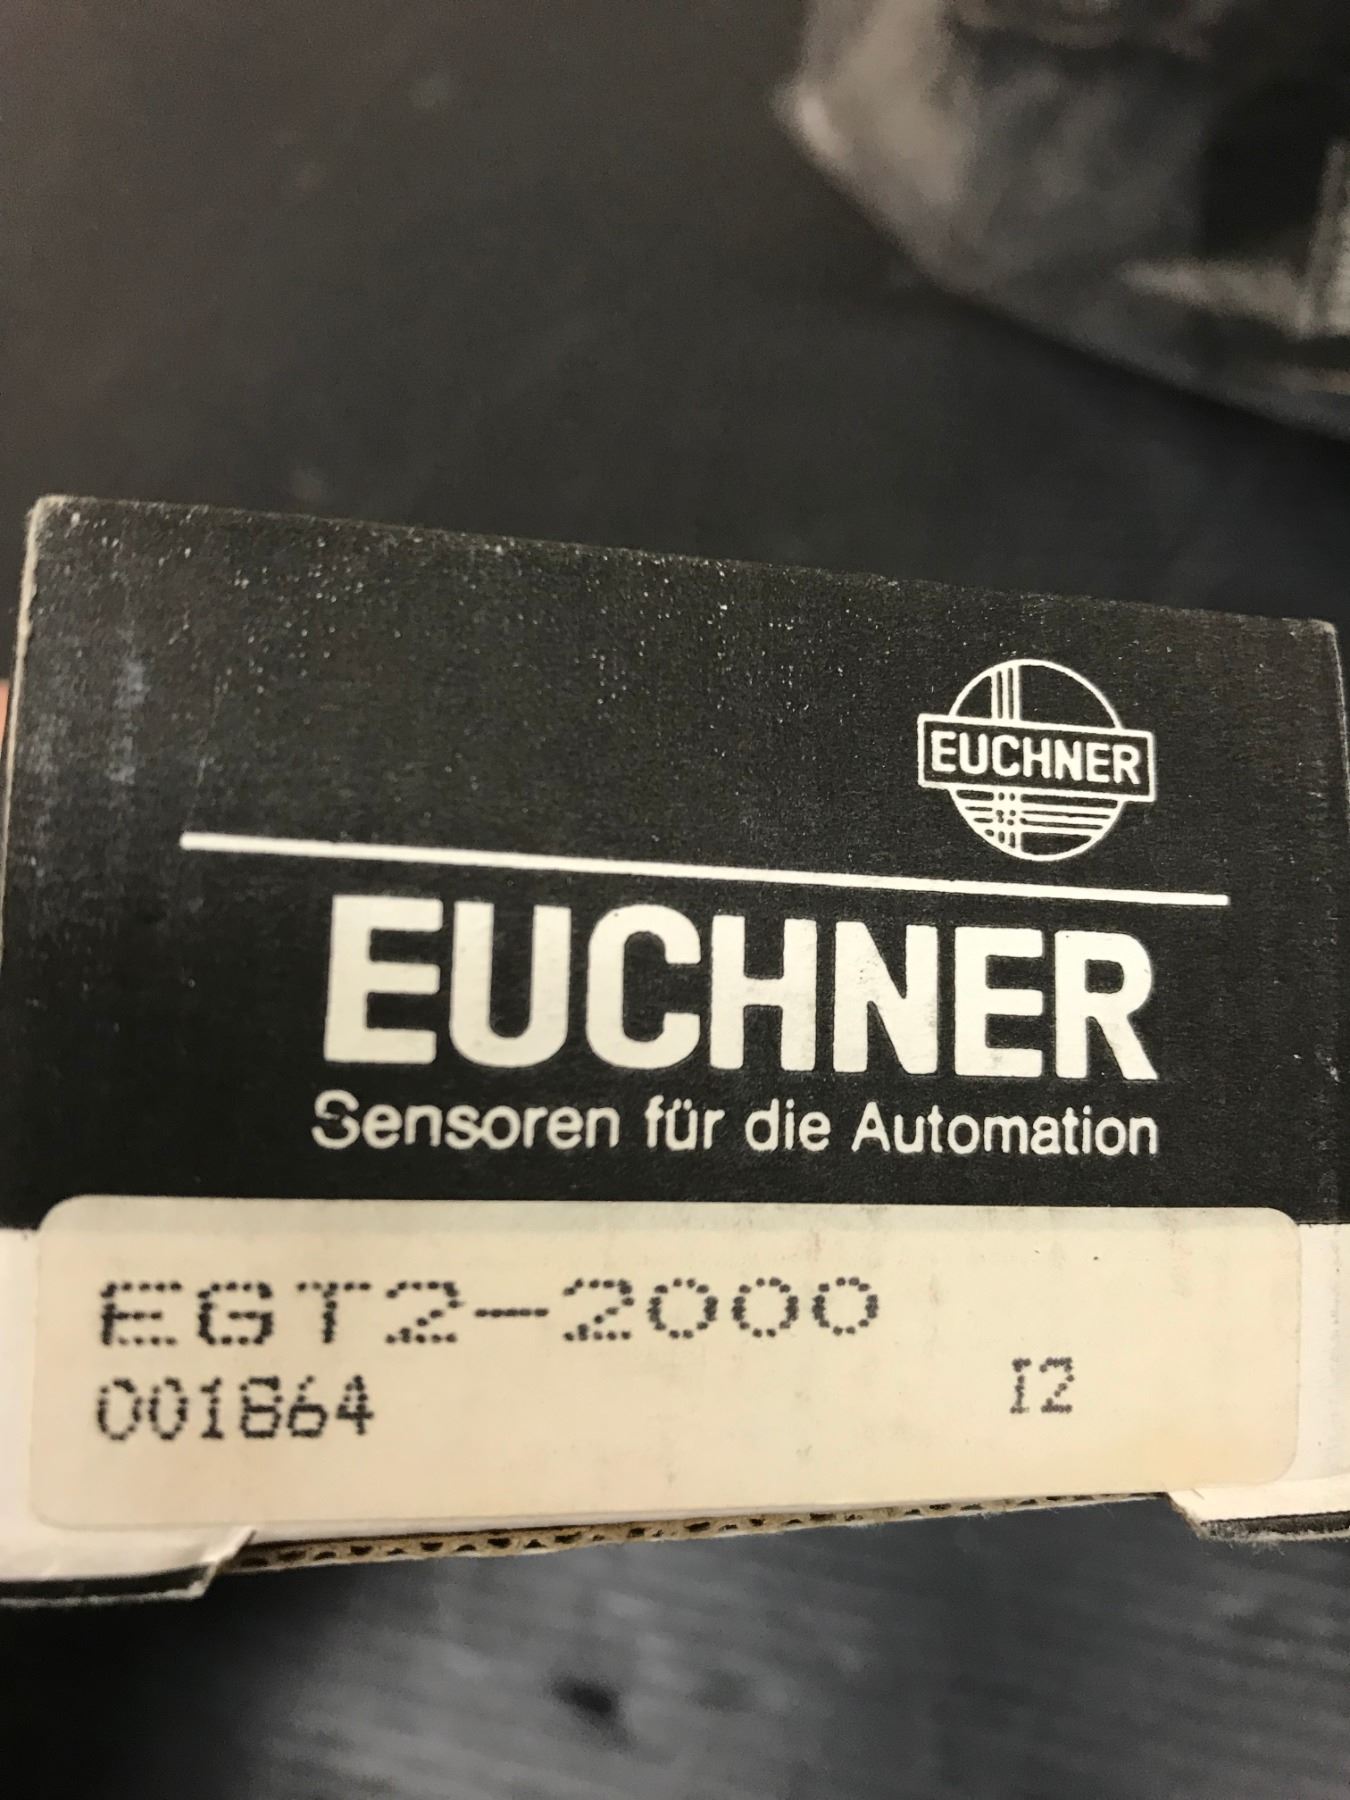 EUCHNER
EUCHNER
Sensoren für die Automation
EGT2-2000
001864 I2